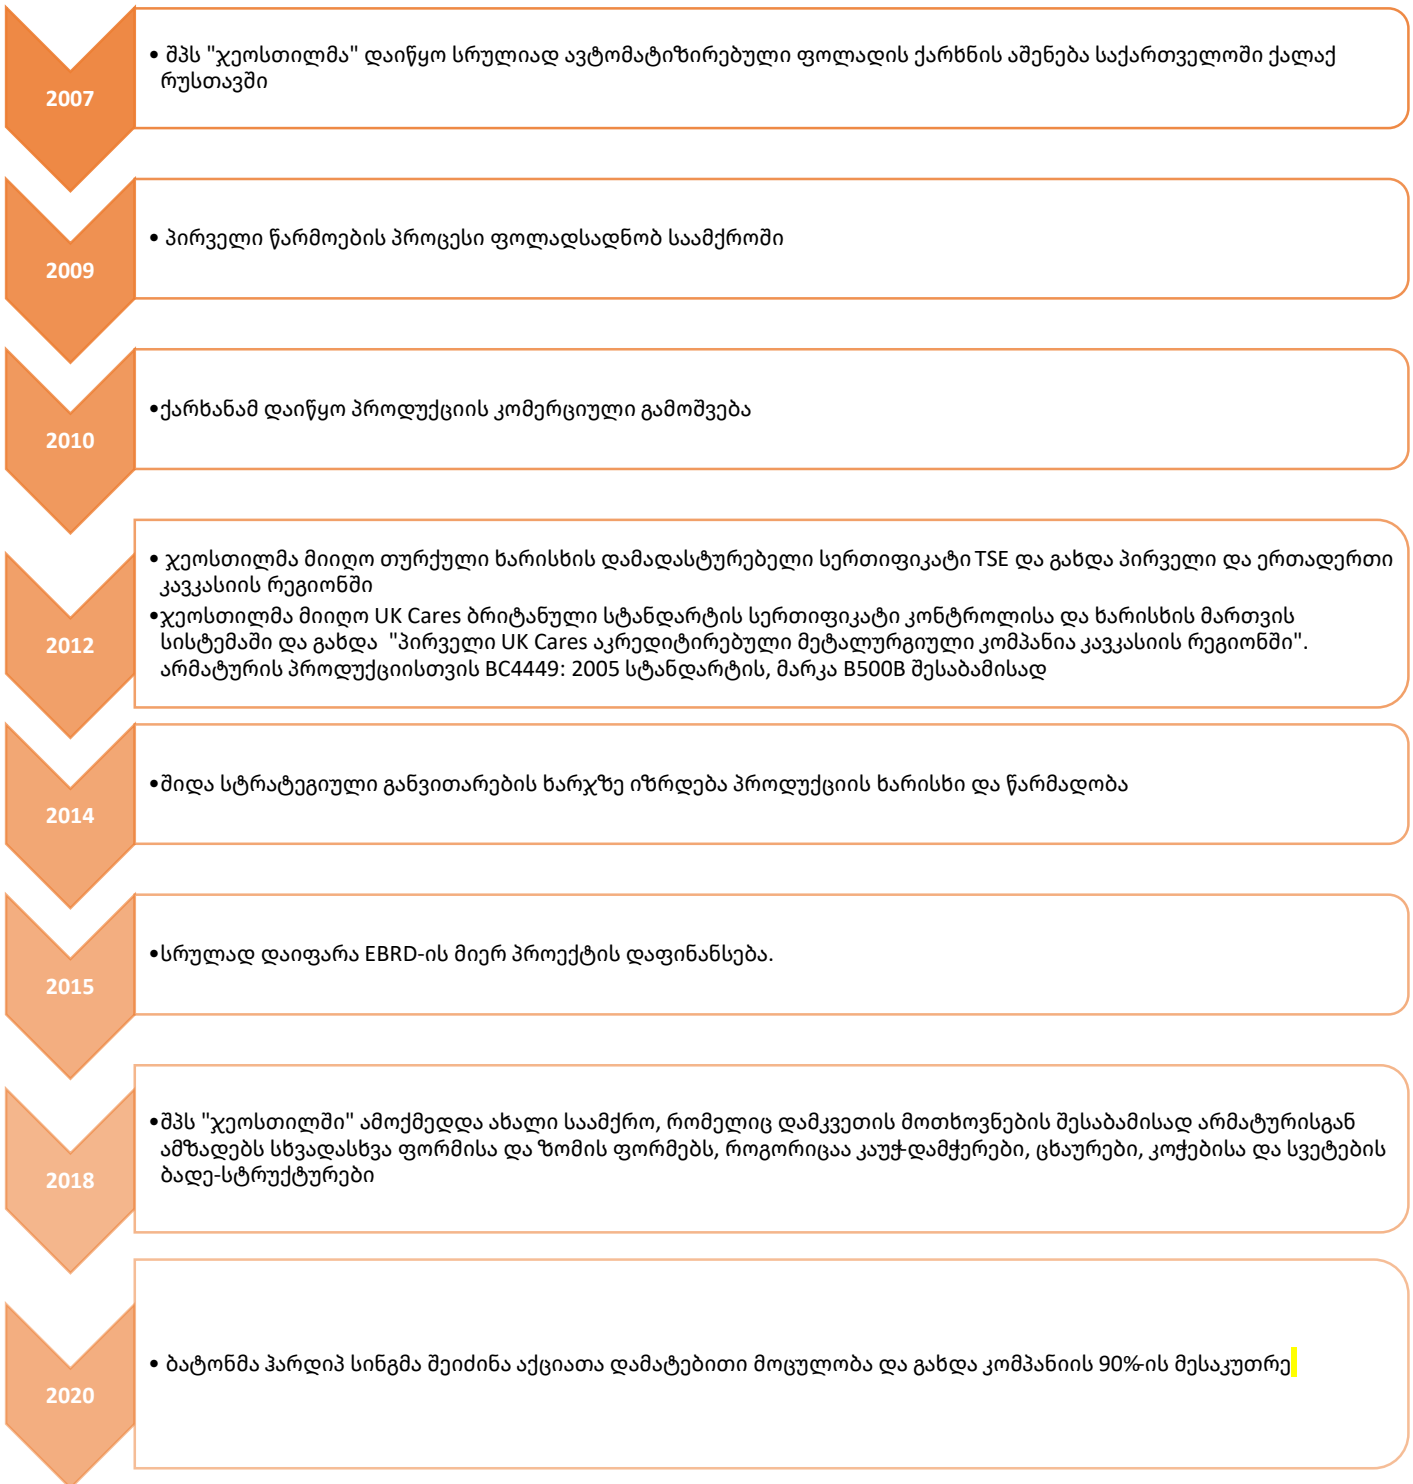 2007
• შპს "ჯეოსთილმა" დაიწყო სრულიად ავტომატიზირებული ფოლადის ქარხნის აშენება საქართველოში ქალაქ
რუსთავში
2009
• პირველი წარმოების პროცესი ფოლადსადნობ საამქროში
2010
•ქარხანამ დაიწყო პროდუქციის კომერციული გამოშვება
2012
• ჯეოსთილმა მიიღო თურქული ხარისხის დამადასტურებელი სერთიფიკატი TSE და გახდა პირველი და ერთადერთი
კავკასიის რეგიონში
•ჯეოსთილმა მიიღო UK Cares ბრიტანული სტანდარტის სერთიფიკატი კონტროლისა და ხარისხის მართვის
სისტემაში და გახდა "პირველი UK Cares აკრედიტირებული მეტალურგიული კომპანია კავკასიის რეგიონში".
არმატურის პროდუქციისთვის BC4449: 2005 სტანდარტის, მარკა B500B შესაბამისად
2014
•შიდა სტრატეგიული განვითარების ხარჯზე იზრდება პროდუქციის ხარისხი და წარმადობა
2015
•სრულად დაიფარა EBRD-ის მიერ პროექტის დაფინანსება.
2018
•შპს "ჯეოსთილში" ამოქმედდა ახალი საამქრო, რომელიც დამკვეთის მოთხოვნების შესაბამისად არმატურისგან
ამზადებს სხვადასხვა ფორმისა და ზომის ფორმებს, როგორიცაა კაუჭ-დამჭერები, ცხაურები, კოჭებისა და სვეტების
ბადე-სტრუქტურები
2020
• ბატონმა ჰარდიპ სინგმა შეიძინა აქციათა დამატებითი მოცულობა და გახდა კომპანიის 90%-ის მესაკუთრე